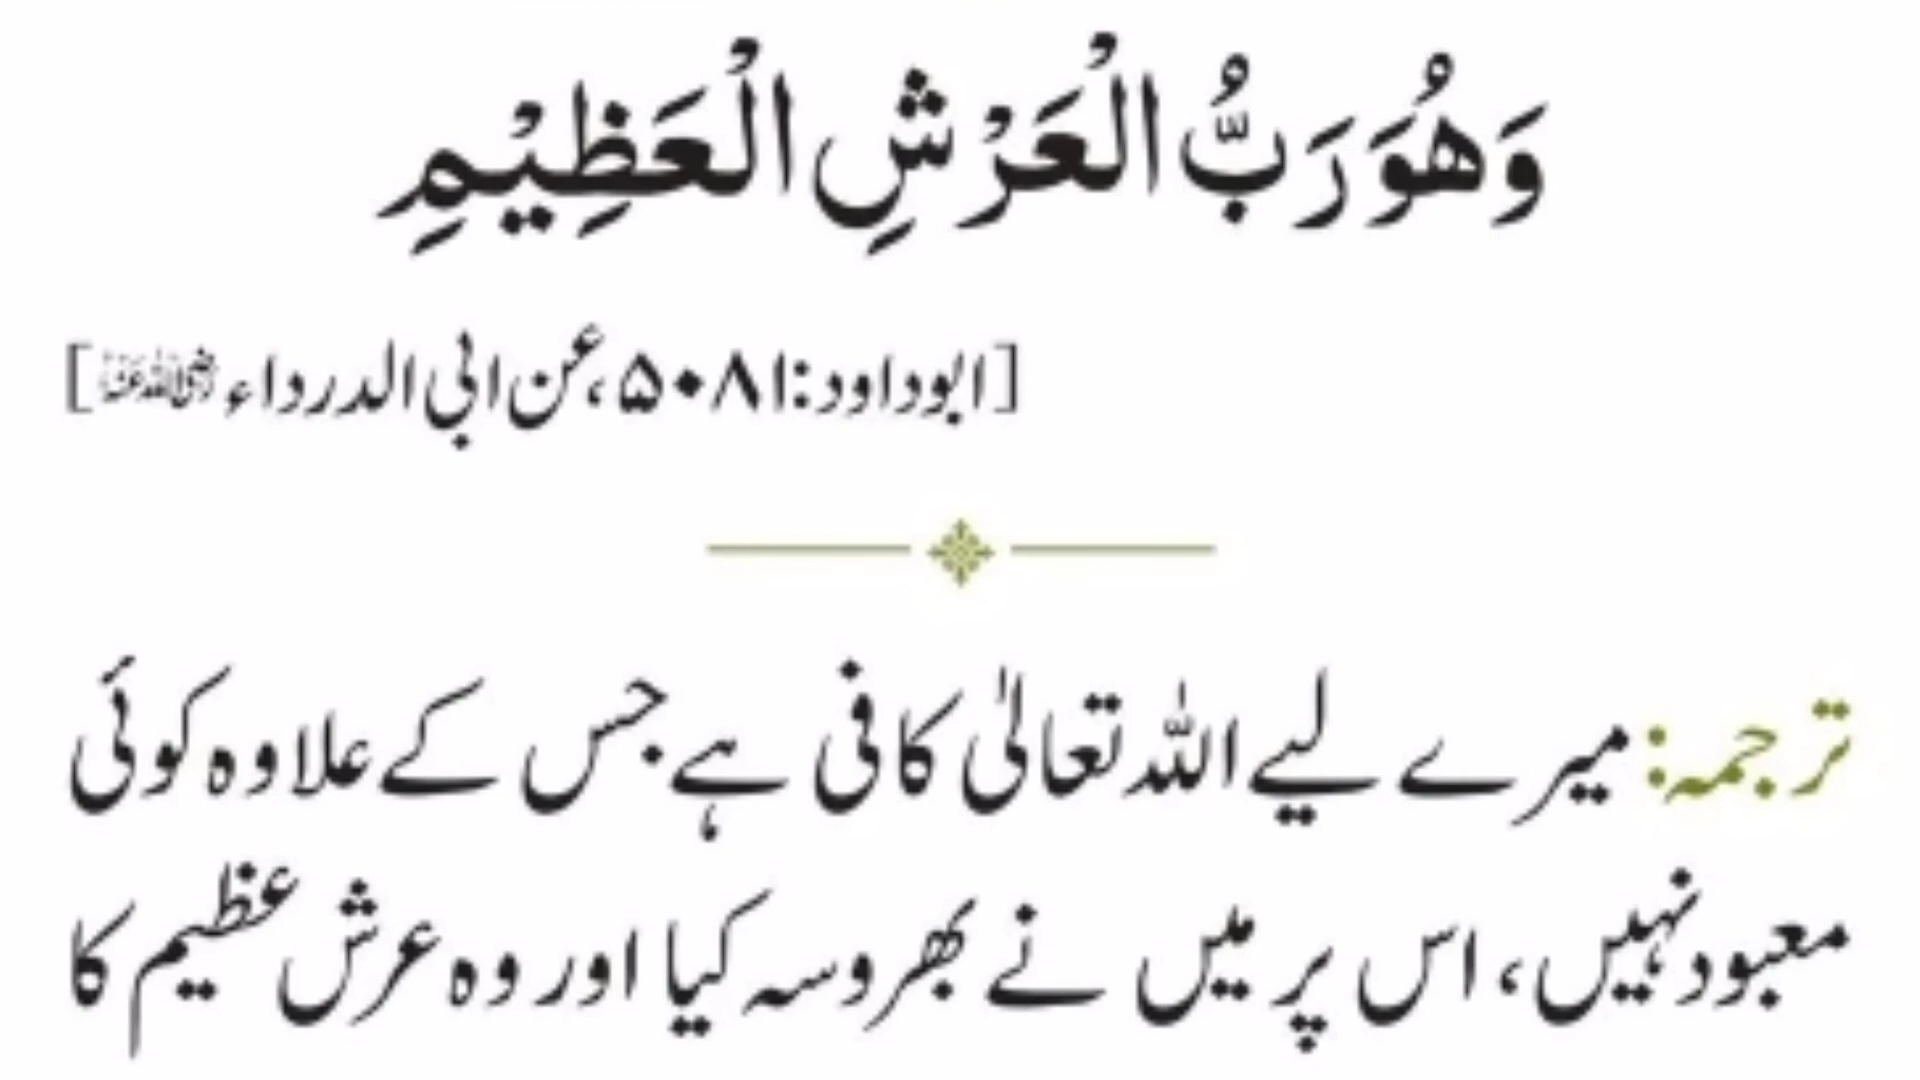 وَهُوَ رَبُّ الْعَرْشِ الْعَظِيْمِ
[ابوداود:۵۰۸۱، عن ابی الدرداء رضی اللہ عنہ]
ترجمہ: میرے لیے اللہ تعالیٰ کافی ہے جس کے علاوہ کوئی
معبود نہیں، اس پر میں نے بھروسہ کیا اور وہ عرش عظیم کا